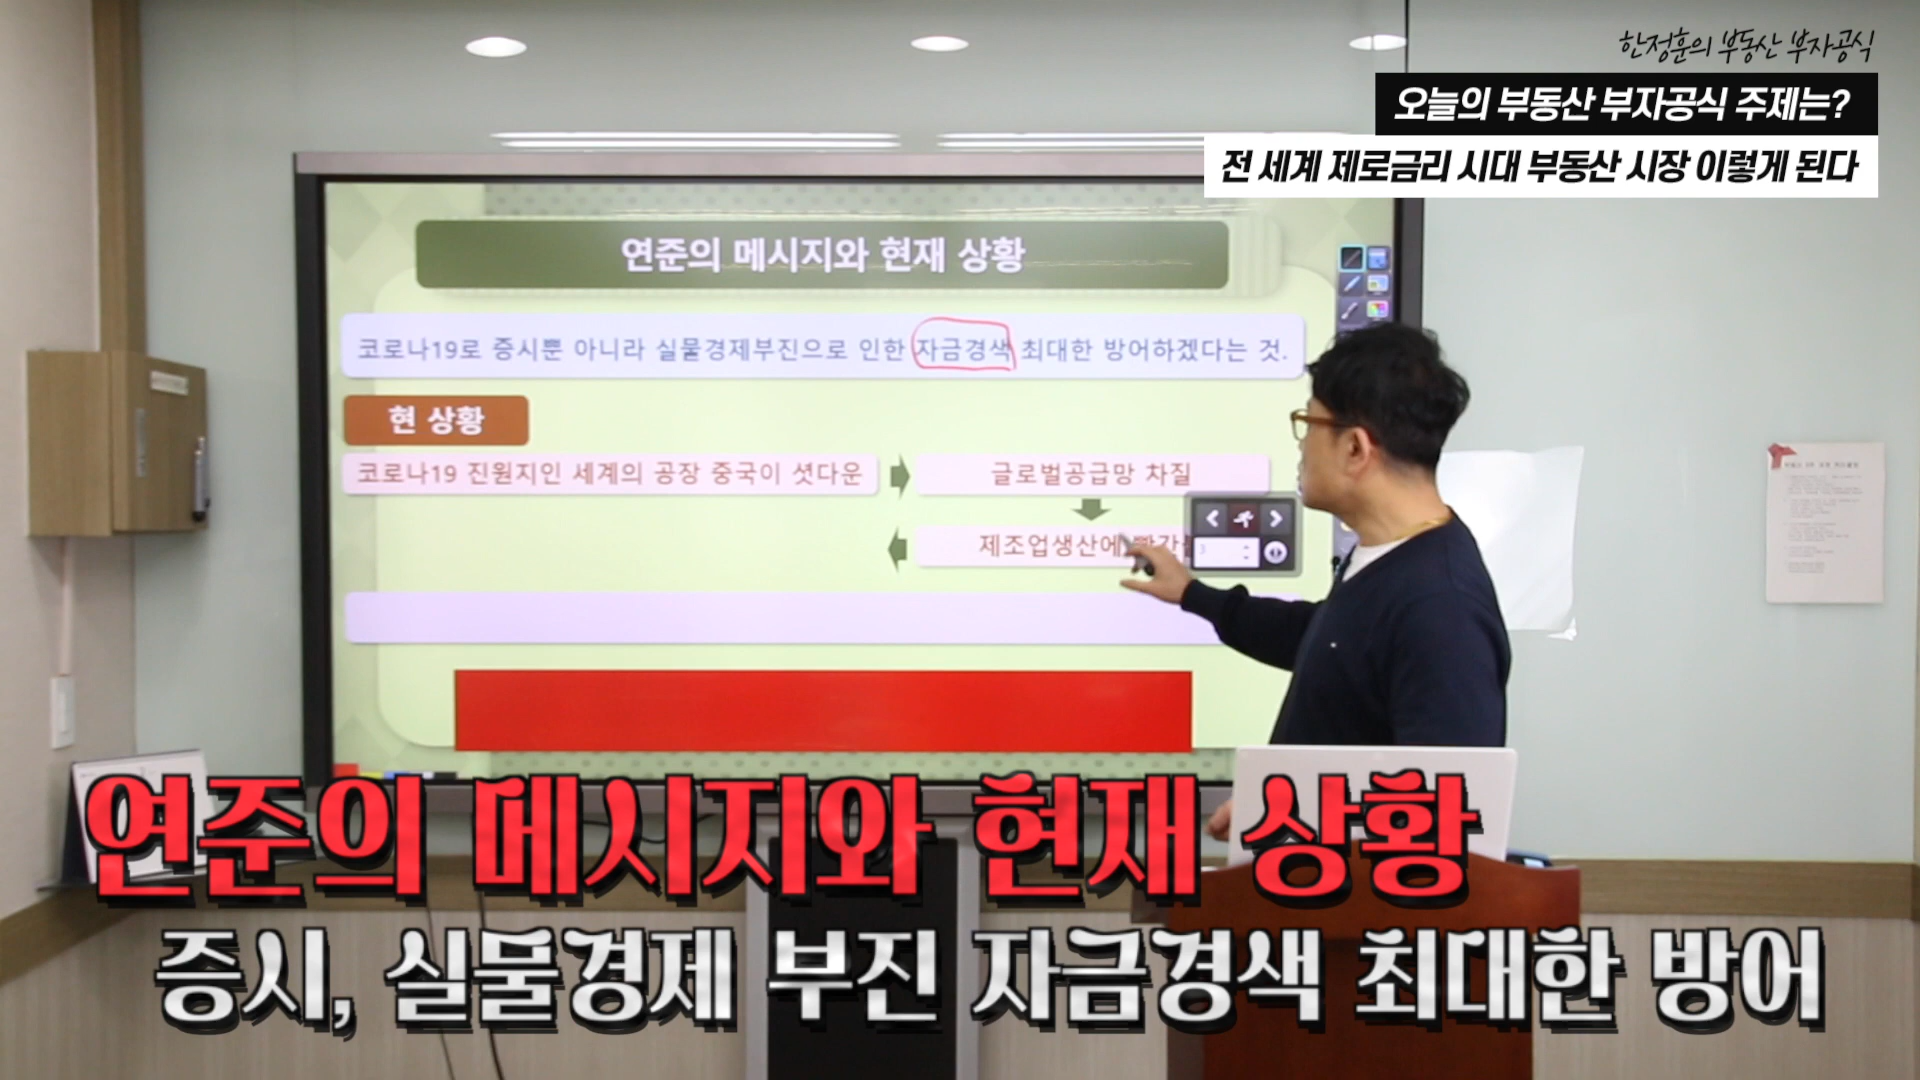 한정훈의 부동산 부자공식
오늘의 부동산 부자공식 주제는?
전 세계 제로금리 시대 부동산 시장 이렇게 된다
연준의 메시지와 현재 상황
코로나19로 증시뿐 아니라 실물경제부진으로 인한 자금경색 최대한 방어하겠다는 것.
현 상황
코로나19 진원지인 세계의 공장 중국이 셧다운
글로벌공급망 차질
제조업생산에 빨간
3
연준의 메시지와 현재 상황
증시, 실물경제 부진 자금경색 최대한 방어